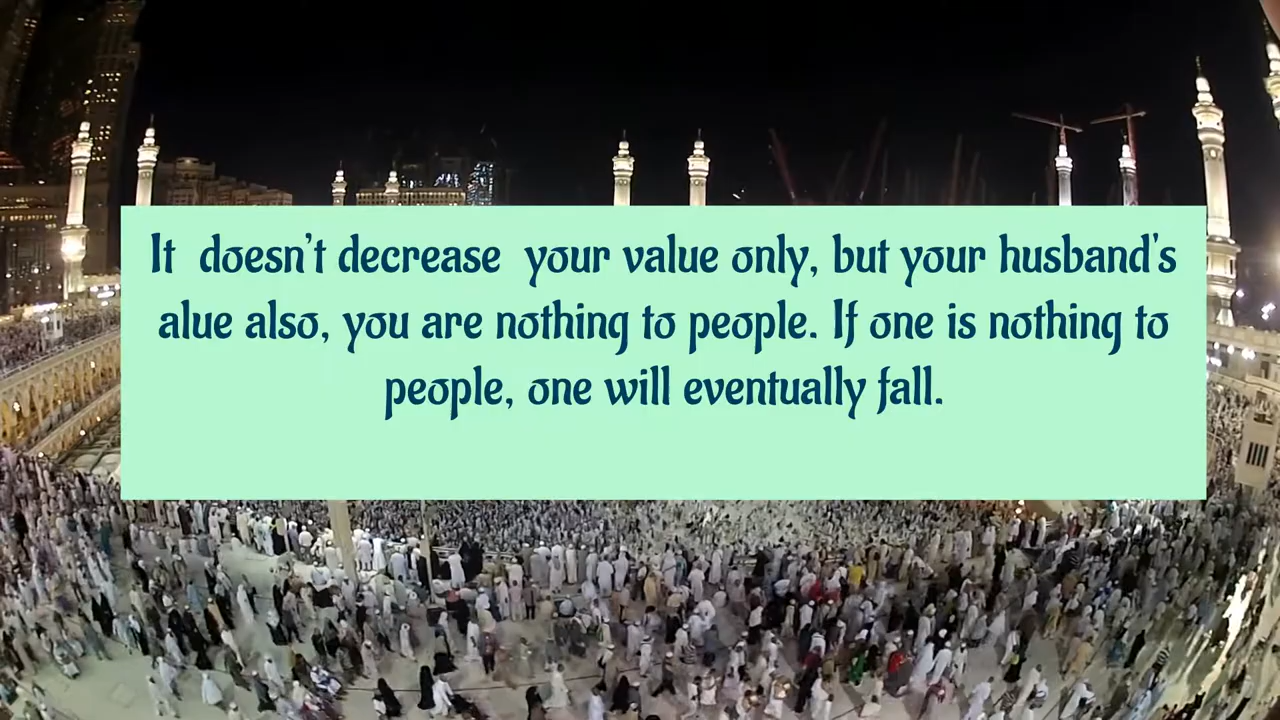 It doesn't decrease your value only, but your husband's
alue also, you are nothing to people. If one is nothing to
people, one will eventually fall.